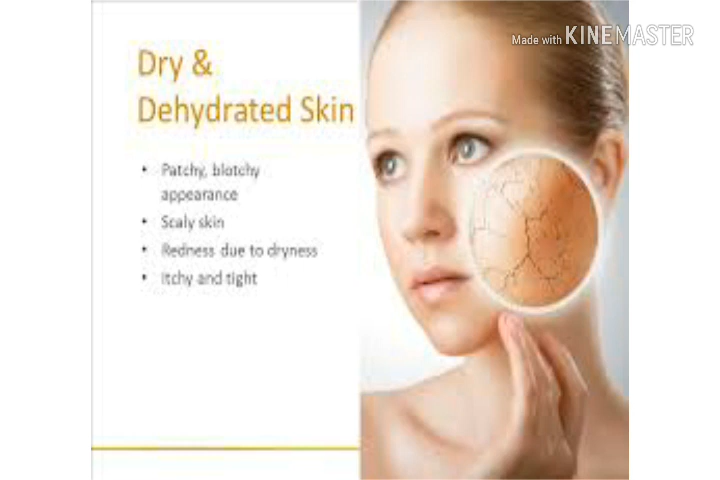 Made with KINEMASTER
Dry &
Dehydrated Skin
• Patchy, blotchy
appearance
• Scaly skin
• Redness due to dryness
• Itchy and tight